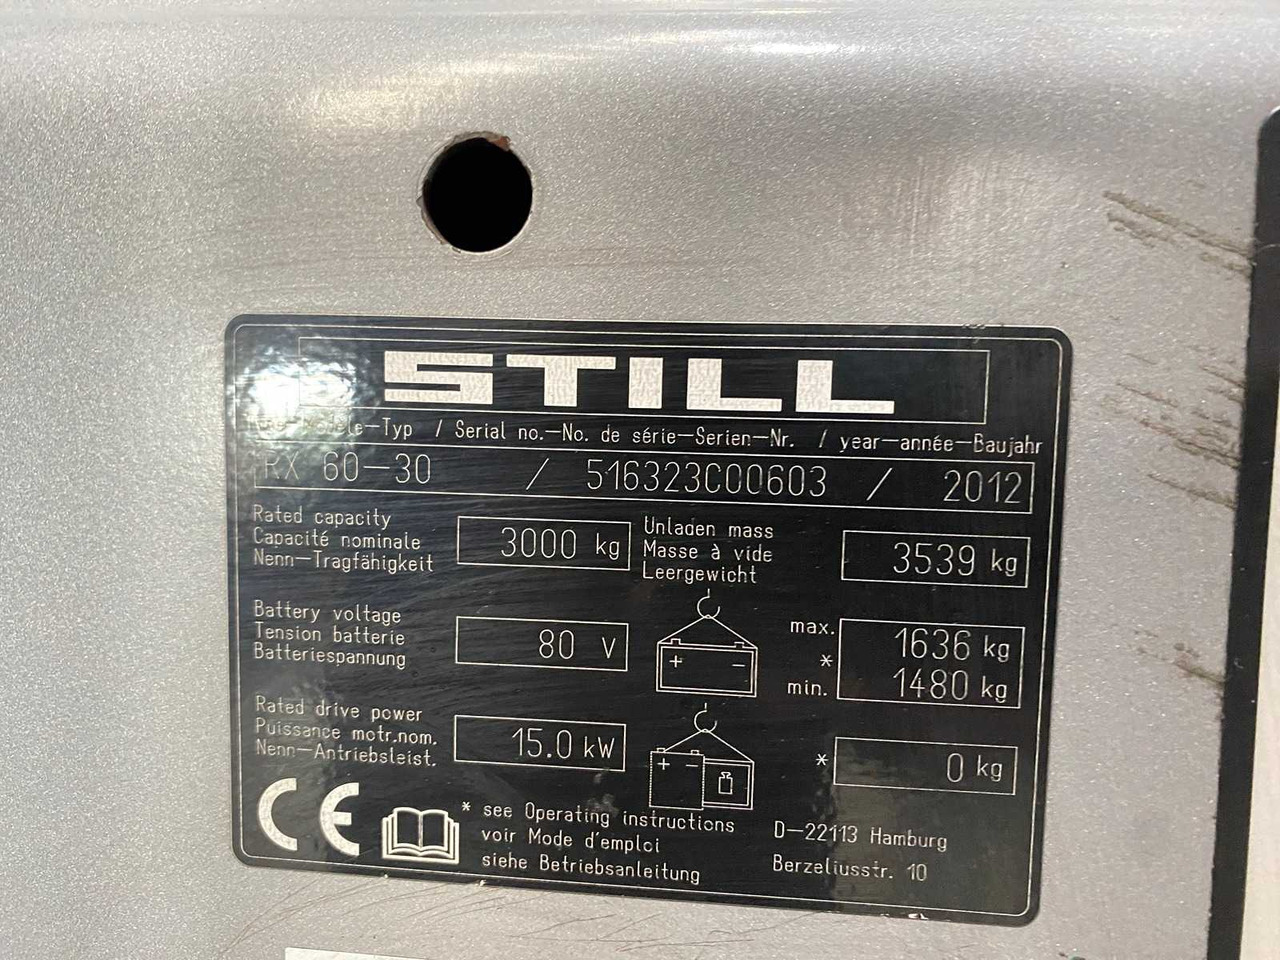 STILL
Modèle-Typ / Serial no.-No. de série-Serien-Nr. / year-année-Baujahr
RX 60-30 / 516323C00603 / 2012
Rated capacity
Capacité nominale
Nenn-Tragfähigkeit
3000 kg
Unladen mass
Masse à vide
Leergewicht
3539 kg
Battery voltage
Tension batterie
Batteriespannung
80 V
+ -
max.
*
min.
1636 kg
1480 kg
Rated drive power
Puissance motr.nom.
Nenn-Antriebsleist.
15.0 kW
+ -
* 0 kg
CE
* see Operating instructions
voir Mode d'emploi
siehe Betriebsanleitung
D-22113 Hamburg
Berzeliusstr. 10